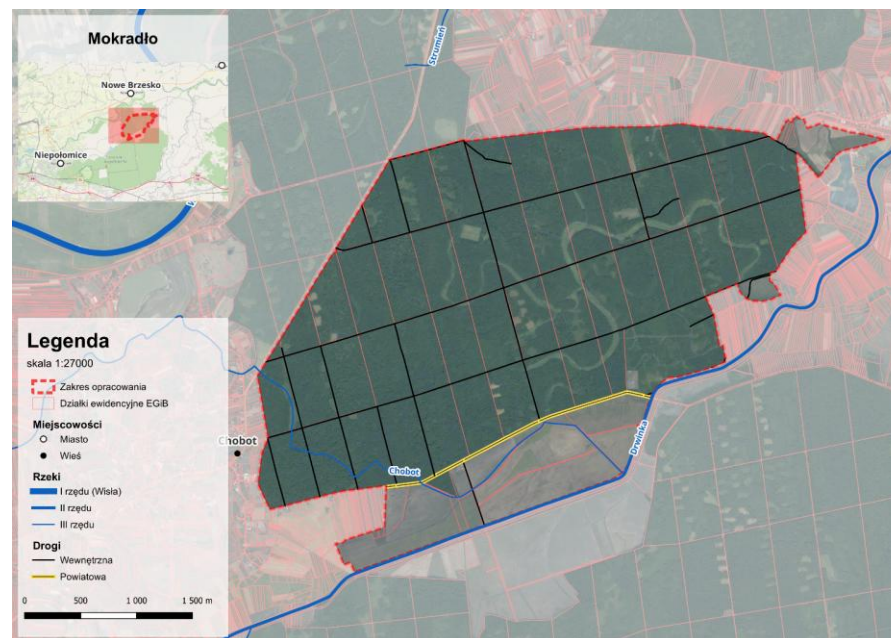 Mokradło
Nowe Brzesko
Niepołomice
Strumień
Legenda
skala 1:27000
Zakres opracowania
Działki ewidencyjne EGiB
Miejscowości
Miasto
Wieś
Rzeki
I rzędu (Wisła)
II rzędu
III rzędu
Drogi
Wewnętrzna
Powiatowa
0 500 1 000 1 500 m
Chobot
Chobot
Drwinka